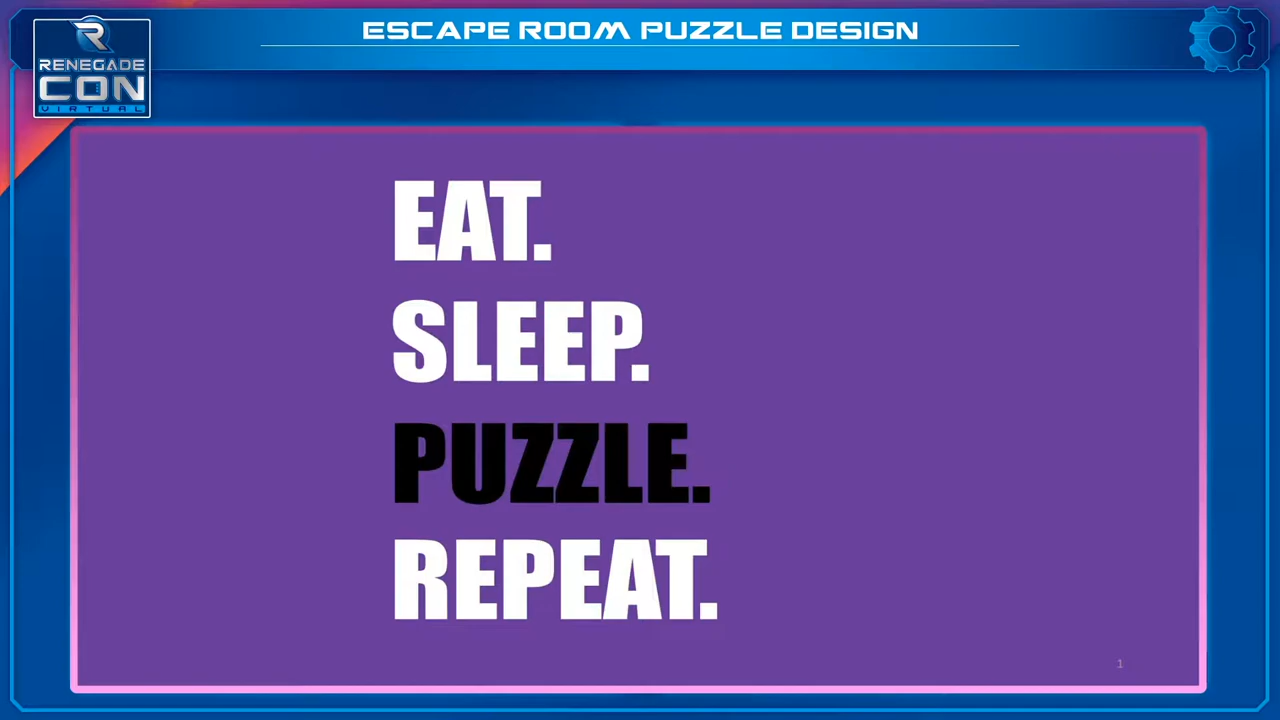 ESCAPE ROOM PUZZLE DESIGN
RENEGADE
CON
VIRTUAL
EAT.
SLEEP.
PUZZLE.
REPEAT.
1